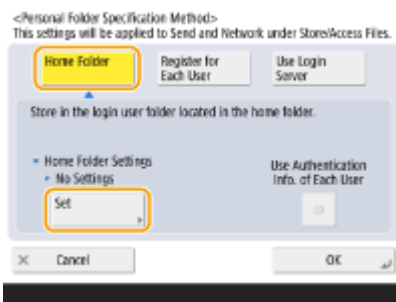 <Personal Folder Specification Method>
This settings will be applied to Send and Network under Store/Access Files.
Home Folder
Register for
Each User
Use Login
Server
Store in the login user folder located in the home folder.
Home Folder Settings
No Settings
Set
Use Authentication
Info. of Each User
Cancel
OK